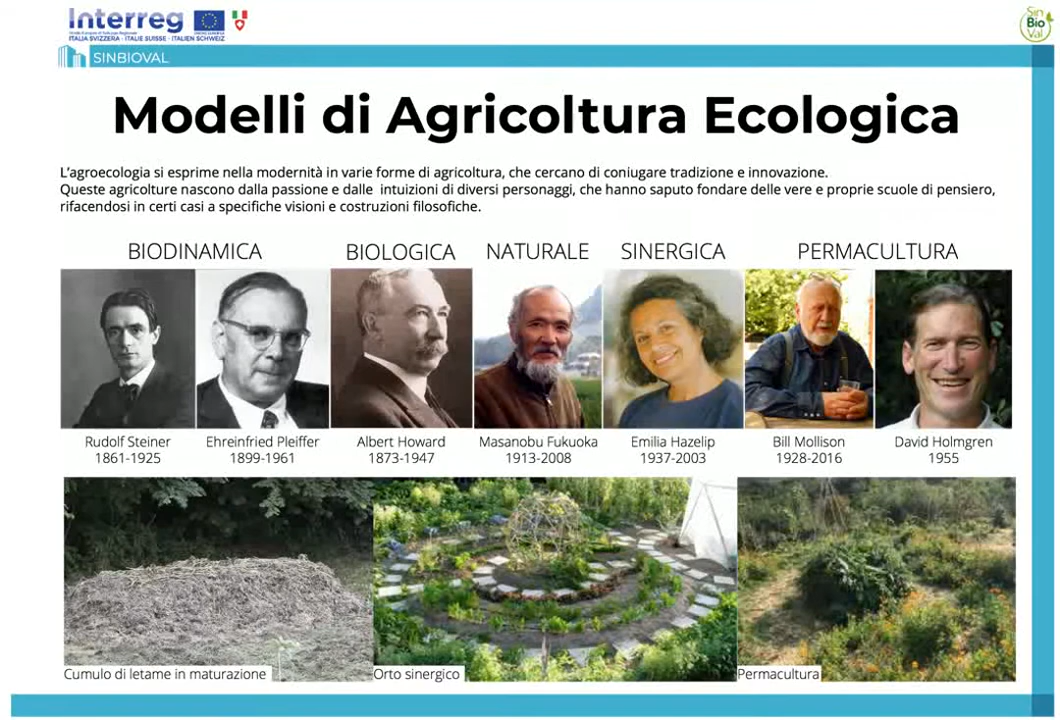 Interreg
ITALIA SVIZZERA · ITALIE SUISSE · ITALIEN SCHWEIZ
Sin
Bio
Val
SINBIOVAL
Modelli di Agricoltura Ecologica
L'agroecologia si esprime nella modernità in varie forme di agricoltura, che cercano di coniugare tradizione e innovazione.
Queste agricolture nascono dalla passione e dalle intuizioni di diversi personaggi, che hanno saputo fondare delle vere e proprie scuole di pensiero,
rifacendosi in certi casi a specifiche visioni e costruzioni filosofiche.
BIODINAMICA BIOLOGICA NATURALE SINERGICA PERMACULTURA
Rudolf Steiner Ehreinfried Pleiffer Albert Howard Masanobu Fukuoka Emilia Hazelip Bill Mollison David Holmgren
1861-1925 1899-1961 1873-1947 1913-2008 1937-2003 1928-2016 1955
Cumulo di letame in maturazione Orto sinergico Permacultura